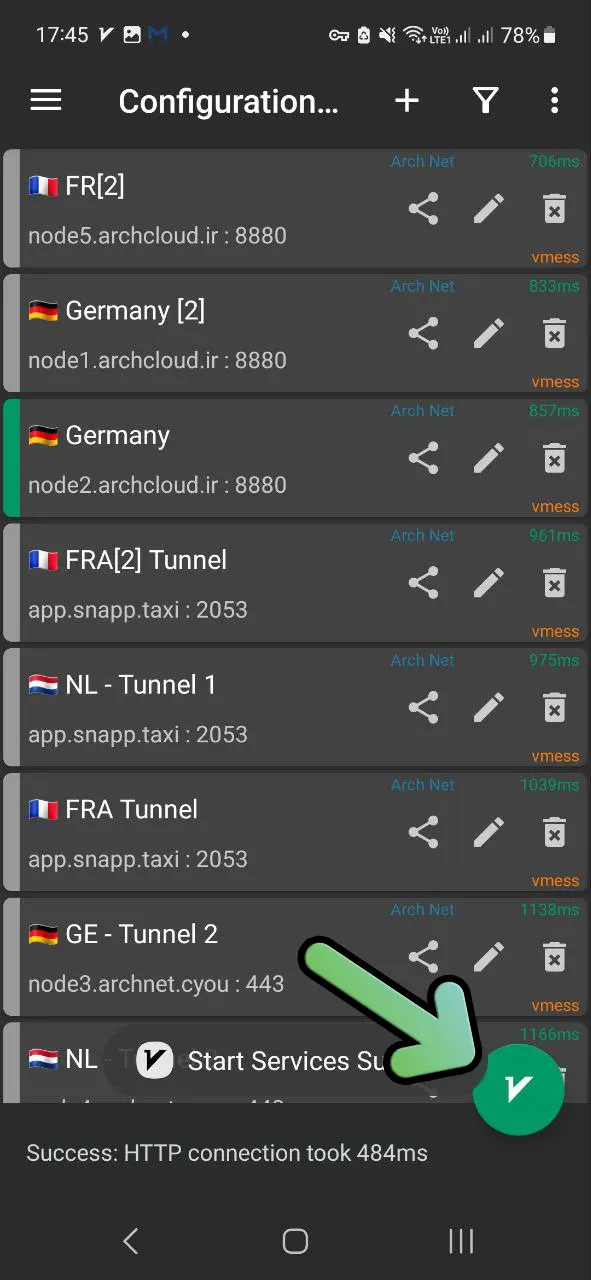 17:45
Vo)) LTE1 78%
Configuration...
Arch Net 706ms
🇫🇷 FR[2]
node5.archcloud.ir : 8880
vmess
Arch Net 833ms
🇩🇪 Germany [2]
node1.archcloud.ir : 8880
vmess
Arch Net 857ms
🇩🇪 Germany
node2.archcloud.ir : 8880
vmess
Arch Net 961ms
🇫🇷 FRA[2] Tunnel
app.snapp.taxi : 2053
vmess
Arch Net 975ms
🇳🇱 NL - Tunnel 1
app.snapp.taxi : 2053
vmess
Arch Net 1039ms
🇫🇷 FRA Tunnel
app.snapp.taxi : 2053
vmess
Arch Net 1138ms
🇩🇪 GE - Tunnel 2
node3.archnet.cyou : 443
vmess
1166ms
🇳🇱 NL
Start Services Su
Success: HTTP connection took 484ms